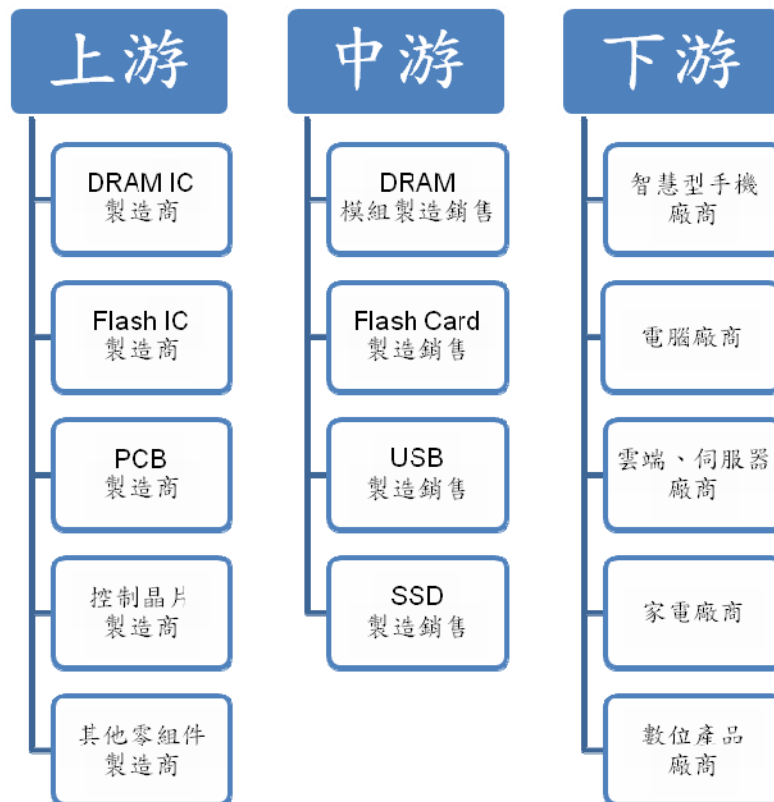 上游
DRAM IC
製造商
Flash IC
製造商
PCB
製造商
控制晶片
製造商
其他零組件
製造商
中游
DRAM
模組製造銷售
Flash Card
製造銷售
USB
製造銷售
SSD
製造銷售
下游
智慧型手機
廠商
電腦廠商
雲端、伺服器
廠商
家電廠商
數位產品
廠商